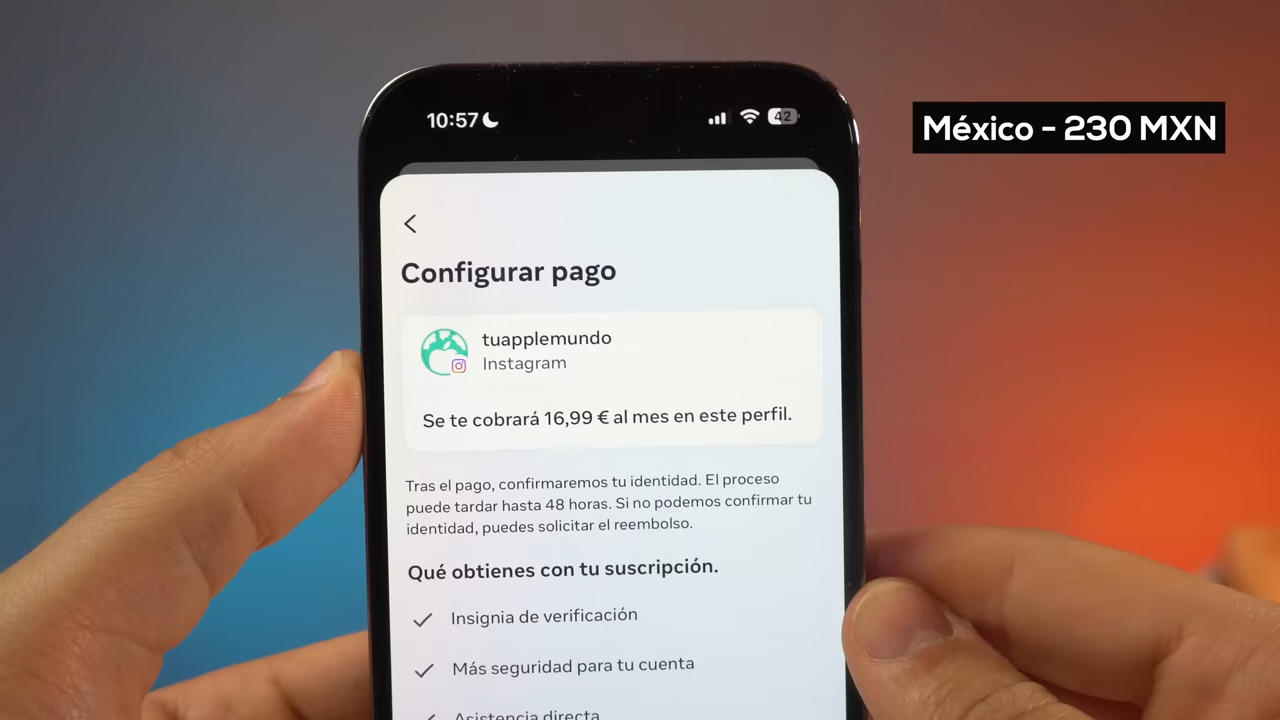 10:57
42
México - 230 MXN
Configurar pago
tuapplemundo
Instagram
Se te cobrará 16,99 € al mes en este perfil.
Tras el pago, confirmaremos tu identidad. El proceso
puede tardar hasta 48 horas. Si no podemos confirmar tu
identidad, puedes solicitar el reembolso.
Qué obtienes con tu suscripción.
Insignia de verificación
Más seguridad para tu cuenta
Asistencia directa